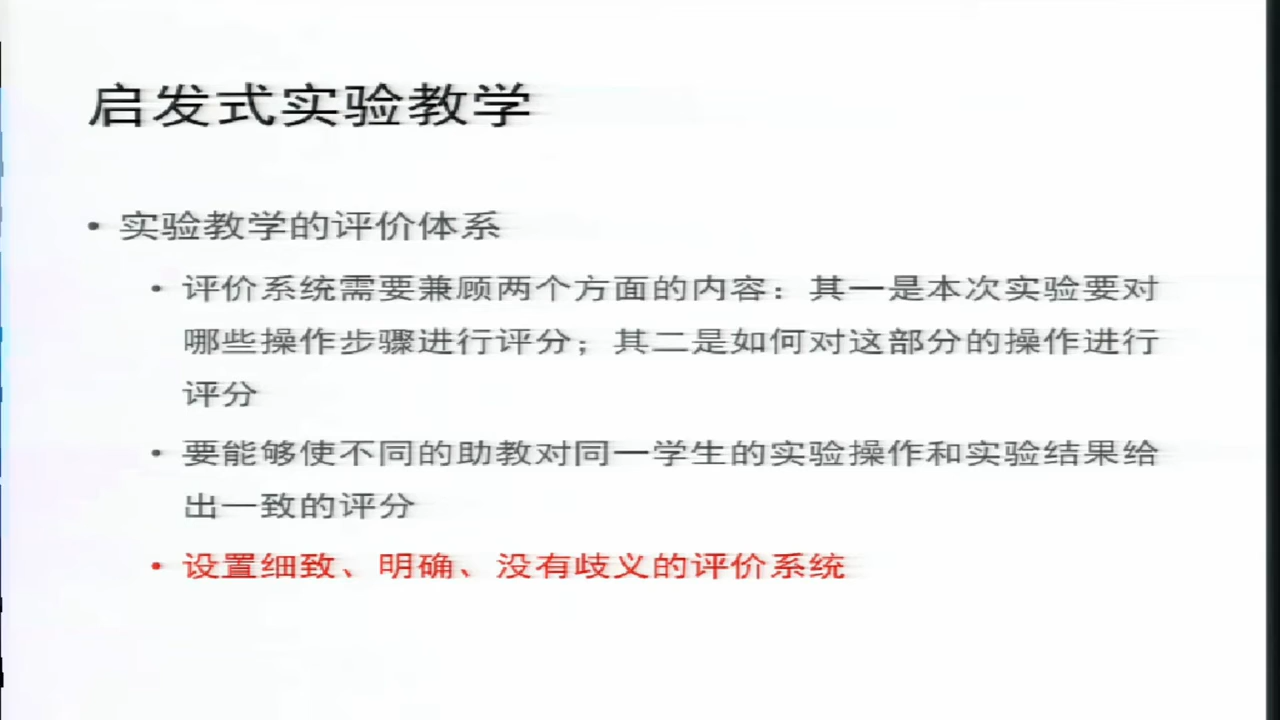 启发式实验教学
• 实验教学的评价体系
• 评价系统需要兼顾两个方面的内容：其一是本次实验要对
哪些操作步骤进行评分；其二是如何对这部分的操作进行
评分
• 要能够使不同的助教对同一学生的实验操作和实验结果给
出一致的评分
• 设置细致、明确、没有歧义的评价系统